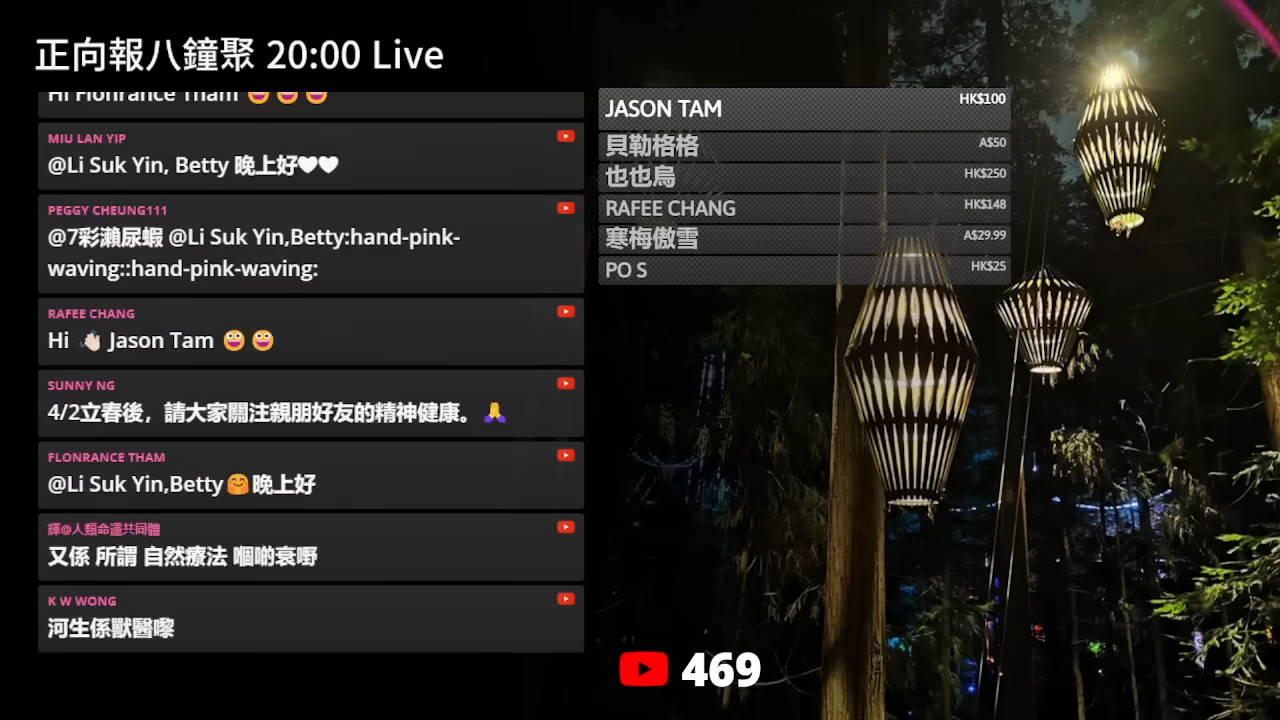 正向報八鐘聚 20:00 Live
Hi Flonrance Tham 😄 😄 😄
MIU LAN YIP
@Li Suk Yin, Betty 晚上好🤍🤍
PEGGY CHEUNG111
@7彩瀨尿蝦 @Li Suk Yin,Betty:hand-pink-
waving::hand-pink-waving:
RAFEE CHANG
Hi 👋🏻 Jason Tam 😀 😀
SUNNY NG
4/2立春後，請大家關注親朋好友的精神健康。🙏
FLONRANCE THAM
@Li Suk Yin,Betty🤗晚上好
輝@人類命運共同體
又係 所謂 自然療法 嗰啲衰嘢
K W WONG
河生係獸醫嚟
JASON TAM HK$100
貝勒格格 A$50
也也烏 HK$250
RAFEE CHANG HK$148
寒梅傲雪 A$29.99
PO S HK$25
469